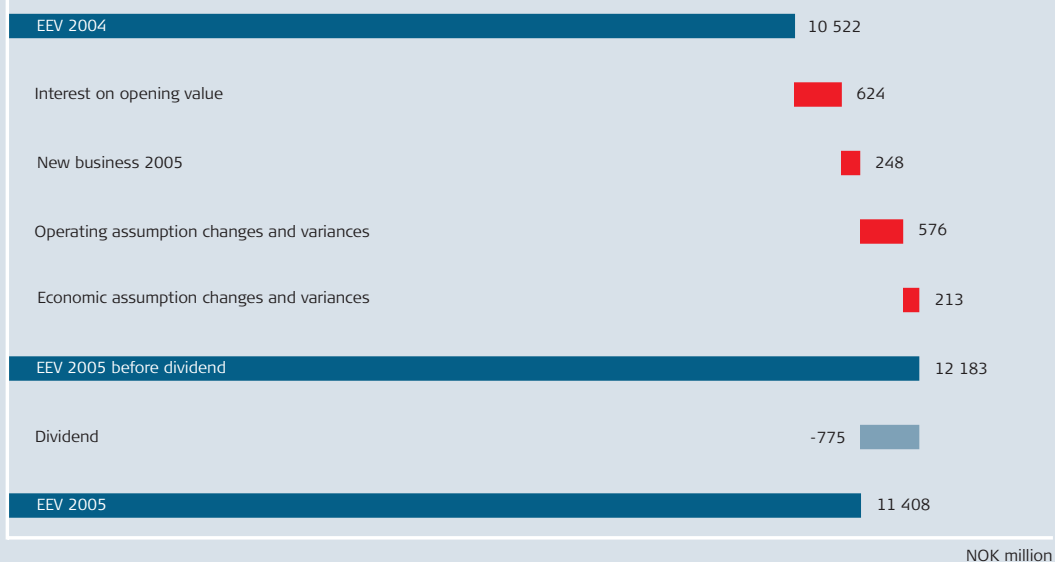 EEV 2004 10 522
Interest on opening value 624
New business 2005 248
Operating assumption changes and variances 576
Economic assumption changes and variances 213
EEV 2005 before dividend 12 183
Dividend -775
EEV 2005 11 408
NOK million